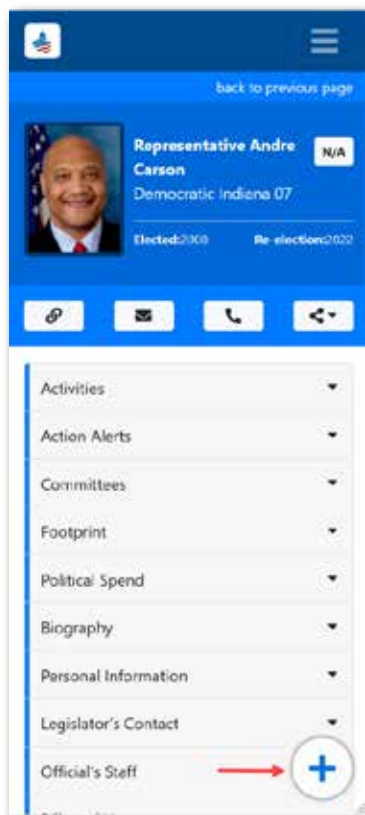 back to previous page
Representative Andre
Carson
N/A
Democratic Indiana 07
Elected:2008
Re-election:2022
Activities
Action Alerts
Committees
Footprint
Political Spend
Biography
Personal Information
Legislator's Contact
Official's Staff